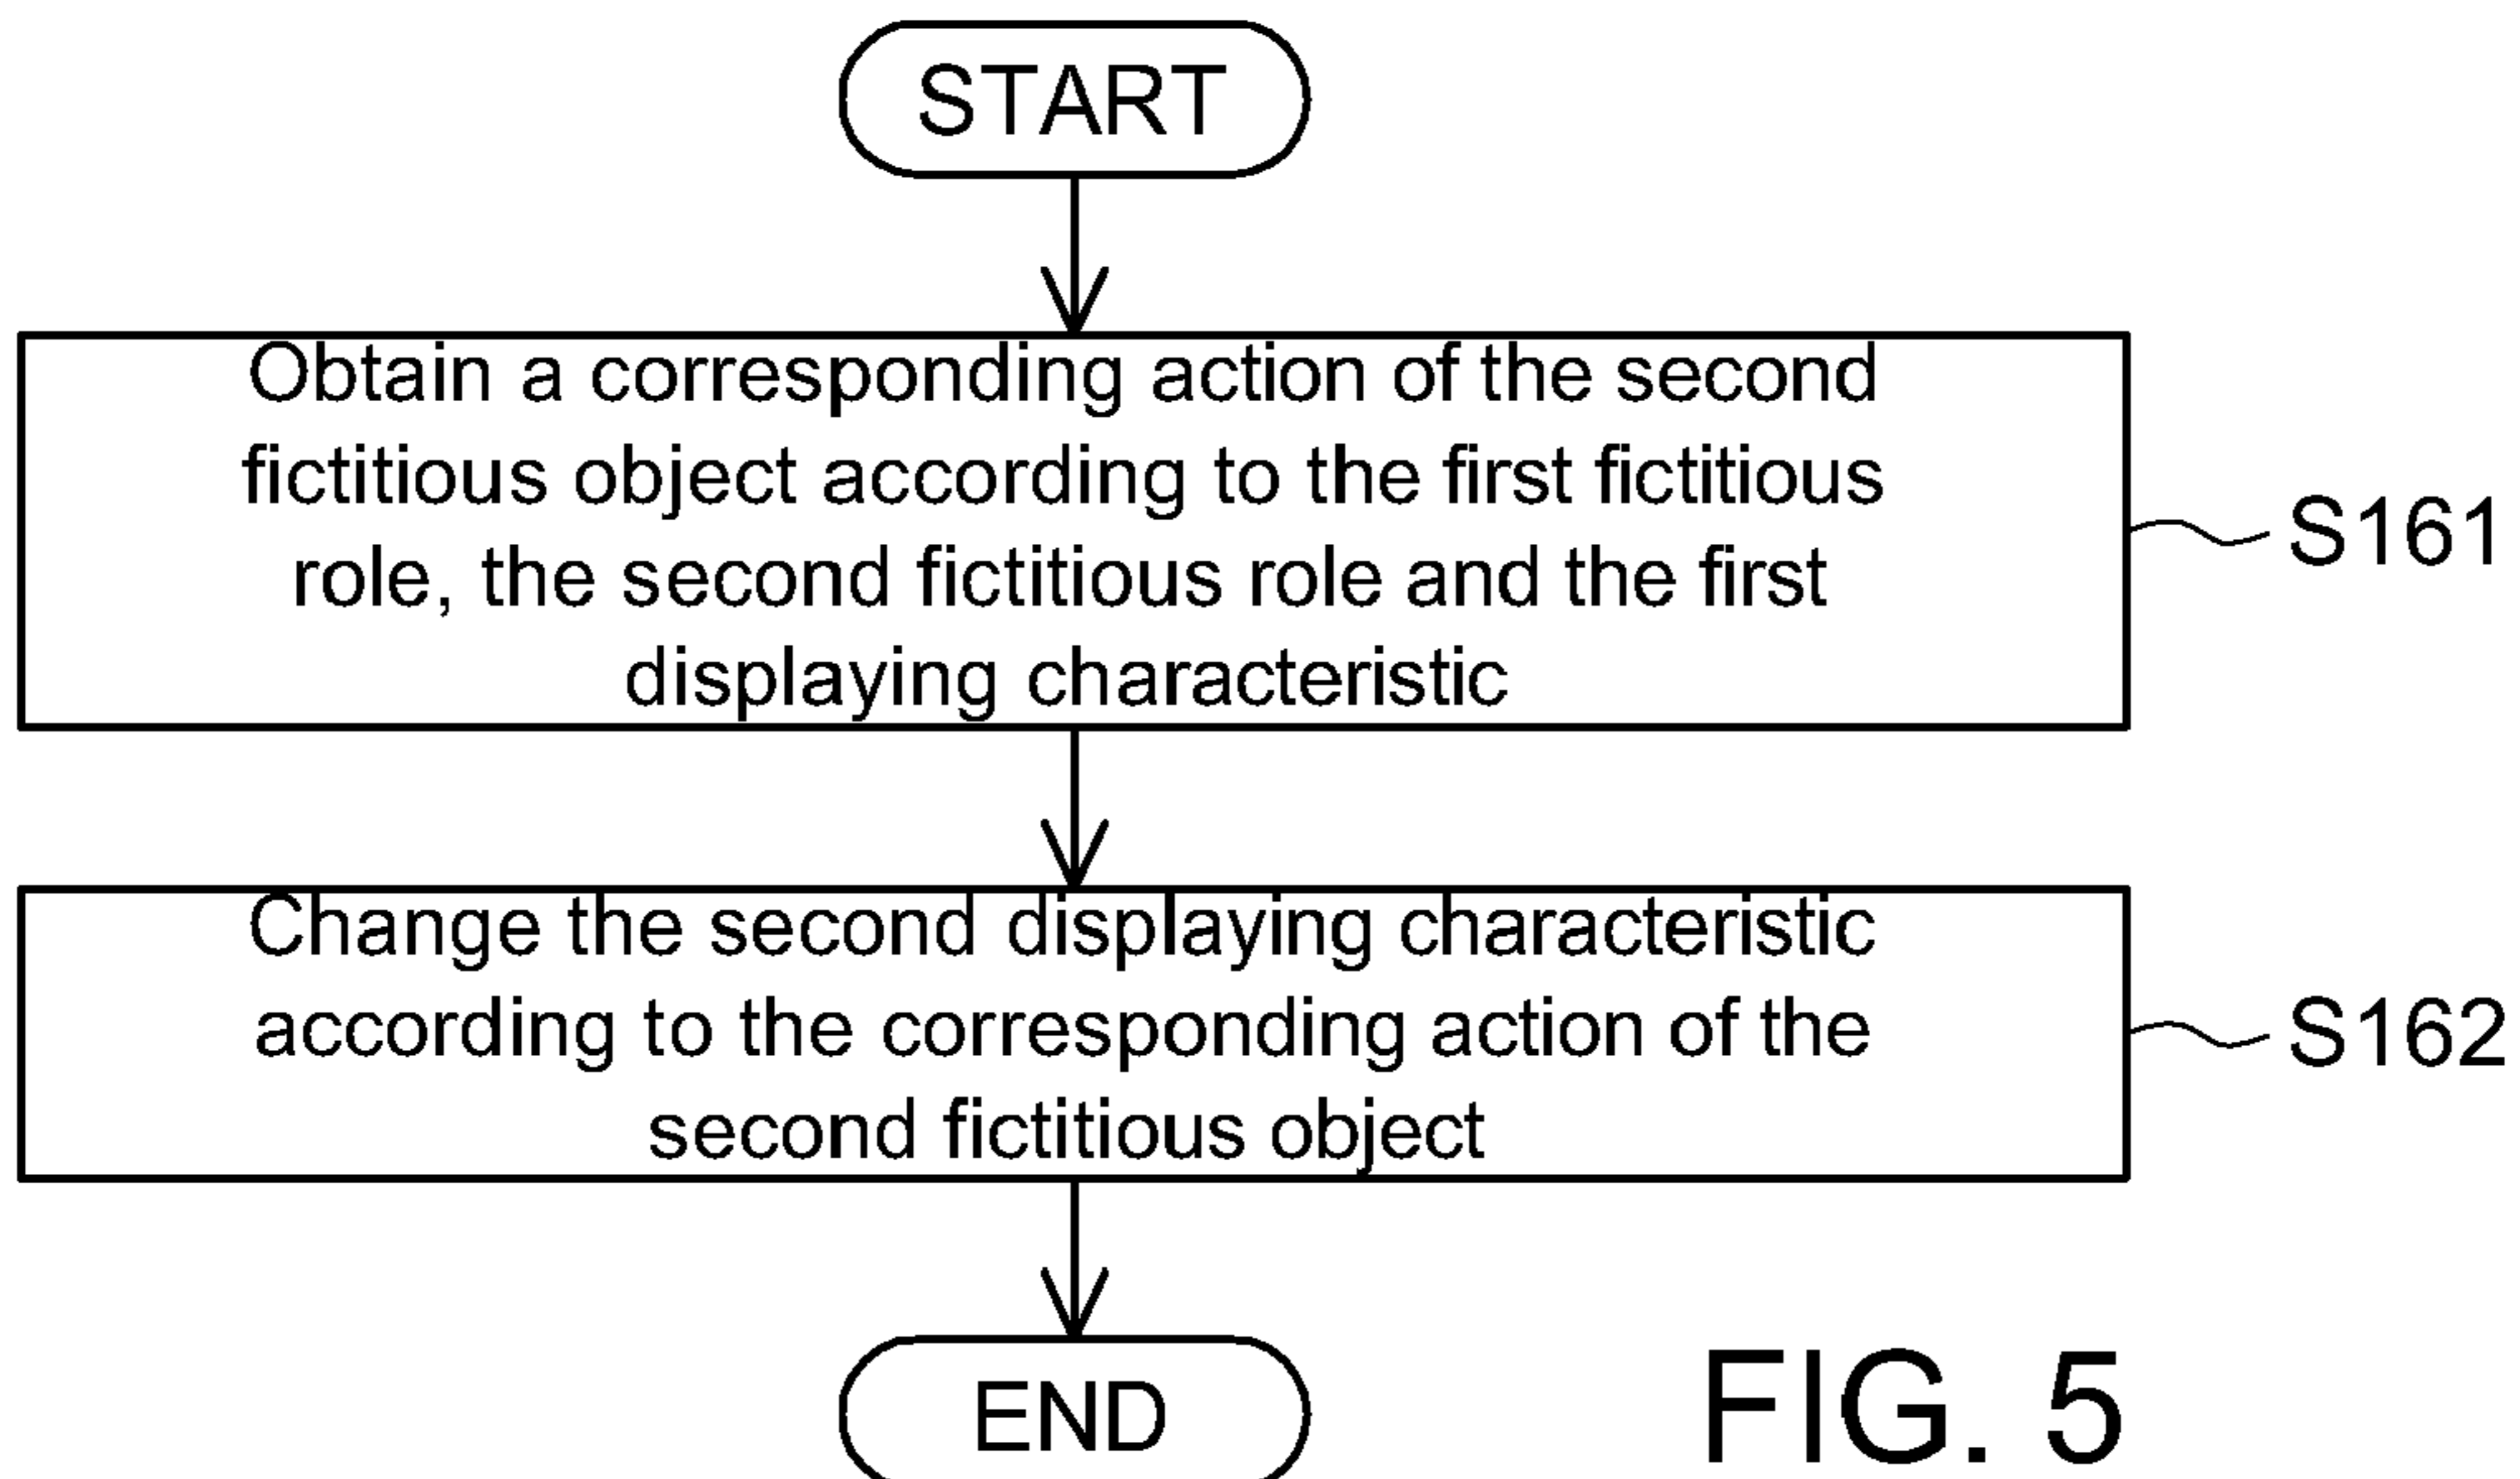 START
Obtain a corresponding action of the second
fictitious object according to the first fictitious
role, the second fictitious role and the first
displaying characteristic
S161
Change the second displaying characteristic
according to the corresponding action of the
second fictitious object
S162
END
FIG. 5